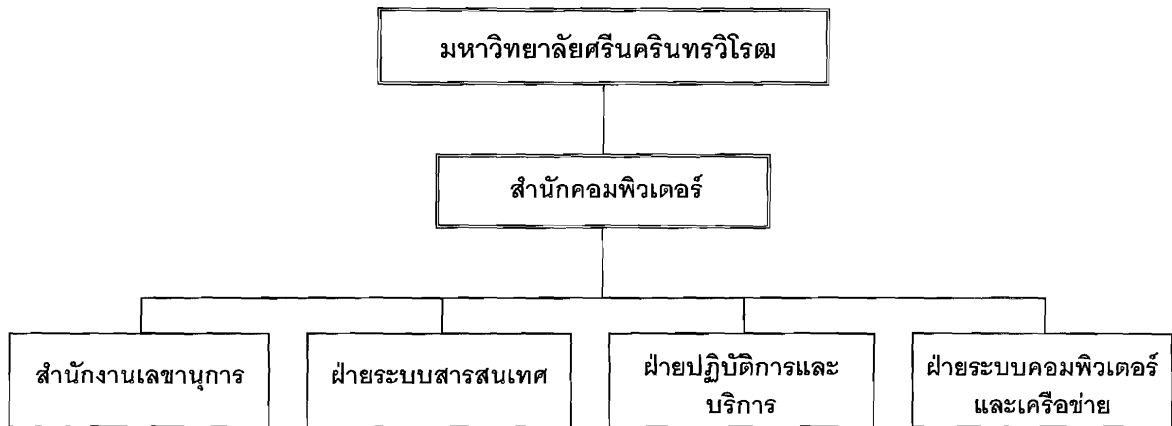 มหาวิทยาลัยศรีนครินทรวิโรฒ
สำนักคอมพิวเตอร์
สำนักงานเลขานุการ
ฝ่ายระบบสารสนเทศ
ฝ่ายปฏิบัติการและ
บริการ
ฝ่ายระบบคอมพิวเตอร์
และเครือข่าย